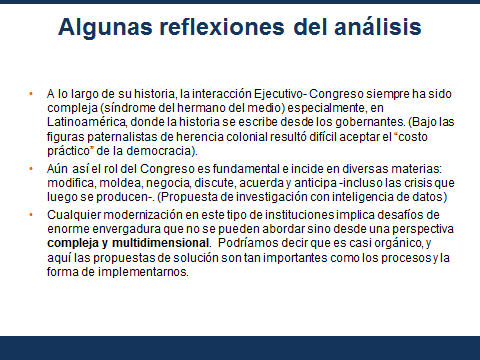 Algunas reflexiones del análisis
• A lo largo de su historia, la interacción Ejecutivo- Congreso siempre ha sido
compleja (síndrome del hermano del medio) especialmente, en
Latinoamérica, donde la historia se escribe desde los gobernantes. (Bajo las
figuras paternalistas de herencia colonial resultó difícil aceptar el “costo
práctico” de la democracia).
• Aún así el rol del Congreso es fundamental e incide en diversas materias:
modifica, moldea, negocia, discute, acuerda y anticipa -incluso las crisis que
luego se producen-. (Propuesta de investigación con inteligencia de datos)
• Cualquier modernización en este tipo de instituciones implica desafíos de
enorme envergadura que no se pueden abordar sino desde una perspectiva
compleja y multidimensional. Podríamos decir que es casi orgánico, y
aquí las propuestas de solución son tan importantes como los procesos y la
forma de implementarnos.